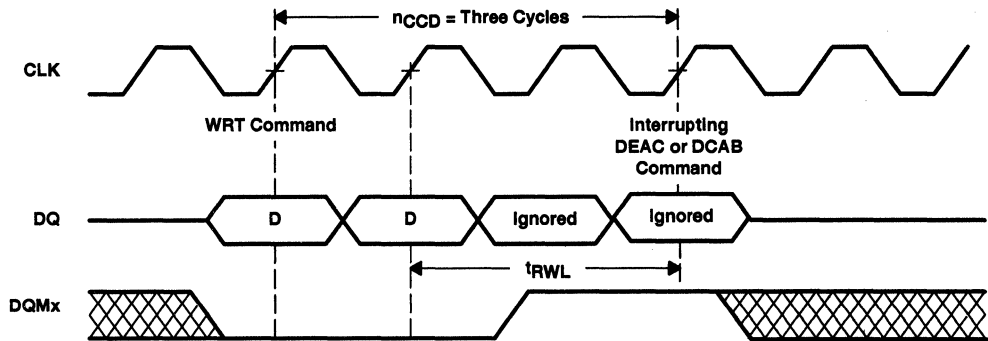 nCCD = Three Cycles
CLK
WRT Command
Interrupting
DEAC or DCAB
Command
DQ
D
D
Ignored
Ignored
tRWL
DQMx